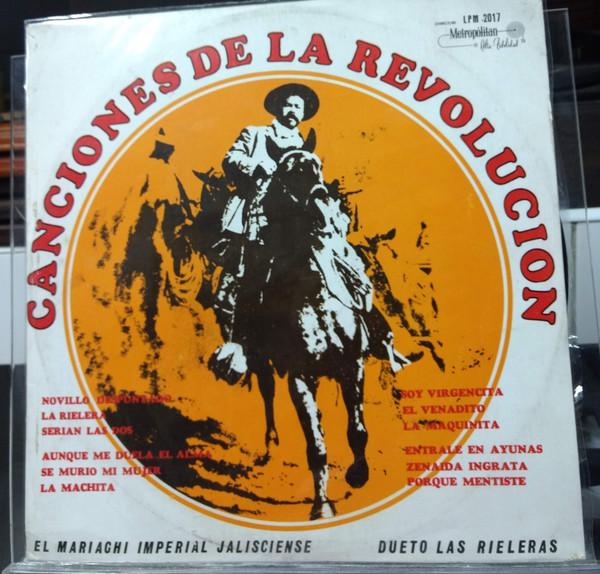 LPM 2017
Metropolitan
Alta Fidelidad
CANCIONES DE LA REVOLUCION
NOVILLO DESPUNTADO
LA RIELERA
SERIAN LAS DOS
AUNQUE ME DUELA EL ALMA
SE MURIO MI MUJER
LA MACHITA
SOY VIRGENCITA
EL VENADITO
LA MAQUINITA
ENTRALE EN AYUNAS
ZENAIDA INGRATA
PORQUE MENTISTE
EL MARIACHI IMPERIAL JALISCIENSE
DUETO LAS RIELERAS